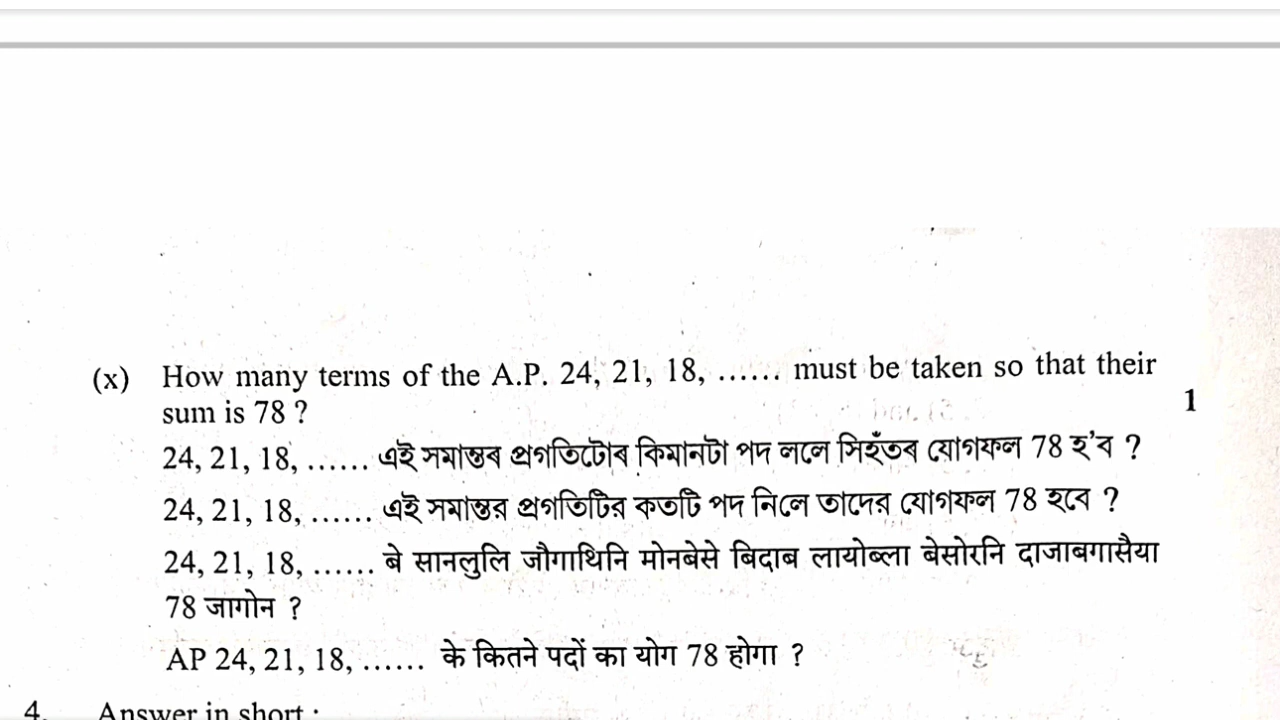 (x) How many terms of the A.P. 24, 21, 18, ...... must be taken so that their
sum is 78 ? 1
24, 21, 18, ...... এই সমান্তৰ প্ৰগতিটোৰ কিমানটা পদ ললে সিহঁতৰ যোগফল 78 হ'ব ?
24, 21, 18, ...... এই সমান্তর প্রগতিটির কতটি পদ নিলে তাদের যোগফল 78 হবে ?
24, 21, 18, ...... बे सानलुलि जौगाथिनि मोनबेसे बिदाब लायोब्ला बेसोरनि दाजाबगासैया
78 जागोन ?
AP 24, 21, 18, ...... के कितने पदों का योग 78 होगा ?
4. Answer in short :